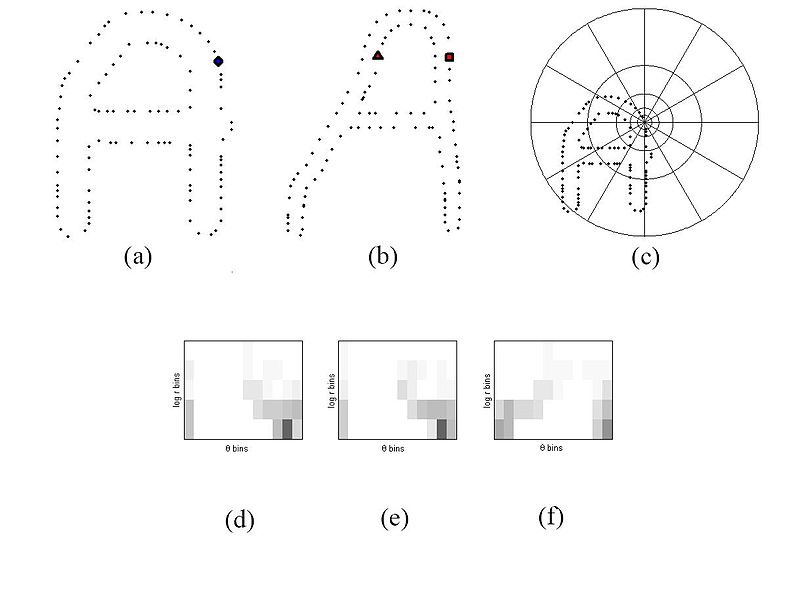 (a)
(b)
(c)
log r bins
θ bins
log r bins
θ bins
log r bins
θ bins
(d)
(e)
(f)